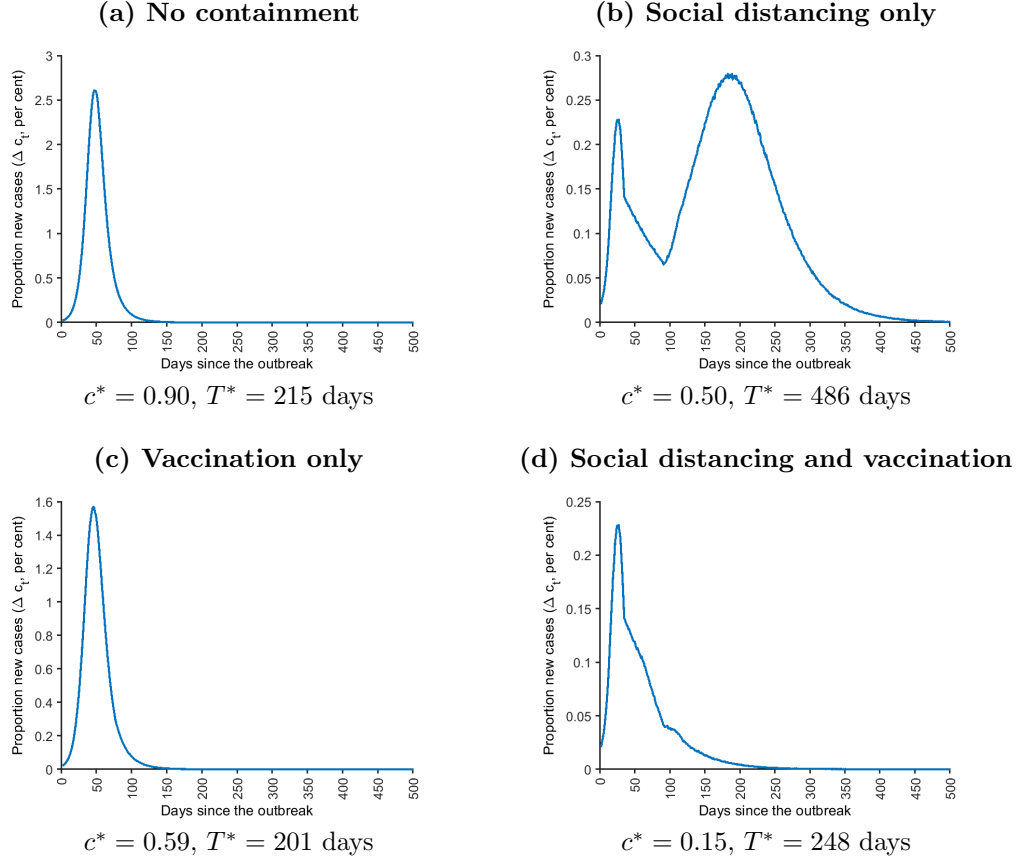 (a) No containment
Proportion new cases (Δ c_t, per cent)
3
2.5
2
1.5
1
0.5
0
0 50 100 150 200 250 300 350 400 450 500
Days since the outbreak
c* = 0.90, T* = 215 days
(b) Social distancing only
Proportion new cases (Δ c_t, per cent)
0.3
0.25
0.2
0.15
0.1
0.05
0
0 50 100 150 200 250 300 350 400 450 500
Days since the outbreak
c* = 0.50, T* = 486 days
(c) Vaccination only
Proportion new cases (Δ c_t, per cent)
1.6
1.4
1.2
1
0.8
0.6
0.4
0.2
0
0 50 100 150 200 250 300 350 400 450 500
Days since the outbreak
c* = 0.59, T* = 201 days
(d) Social distancing and vaccination
Proportion new cases (Δ c_t, per cent)
0.25
0.2
0.15
0.1
0.05
0
0 50 100 150 200 250 300 350 400 450 500
Days since the outbreak
c* = 0.15, T* = 248 days